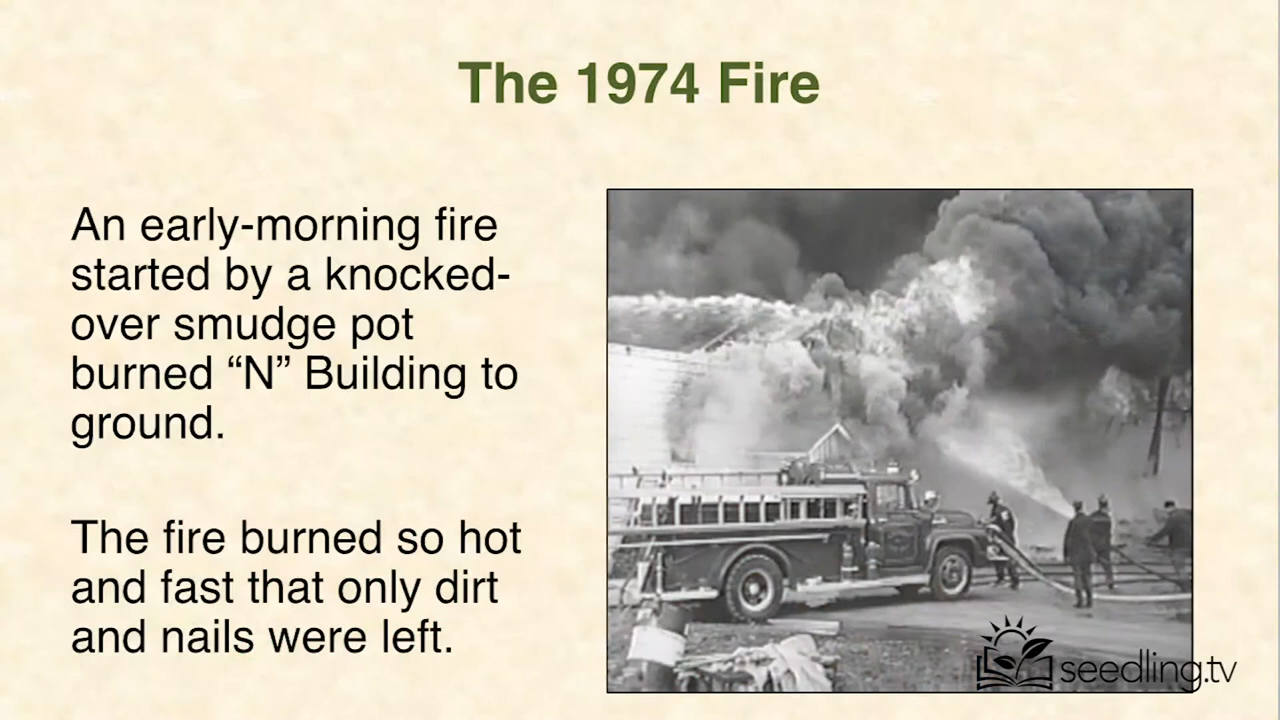 The 1974 Fire
An early-morning fire
started by a knocked-
over smudge pot
burned “N” Building to
ground.
The fire burned so hot
and fast that only dirt
and nails were left.
seedling.tv